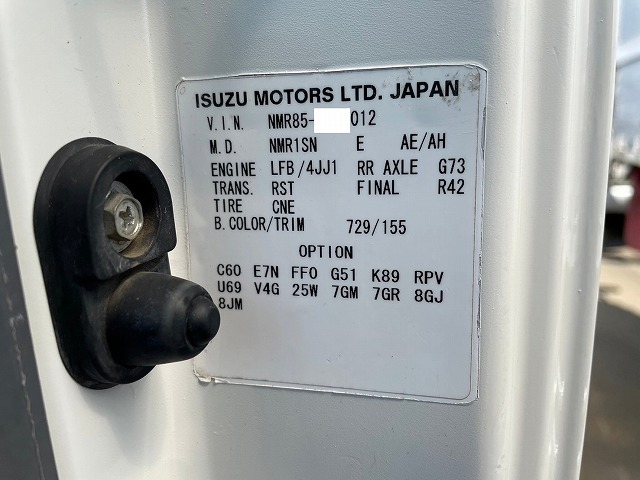 ISUZU MOTORS LTD. JAPAN
V.I.N. NMR85- 012
M.D. NMR1SN E AE/AH
ENGINE LFB/4JJ1 RR AXLE G73
TRANS. RST FINAL R42
TIRE CNE
B.COLOR/TRIM 729/155
OPTION
C60 E7N FF0 G51 K89 RPV
U69 V4G 25W 7GM 7GR 8GJ
8JM